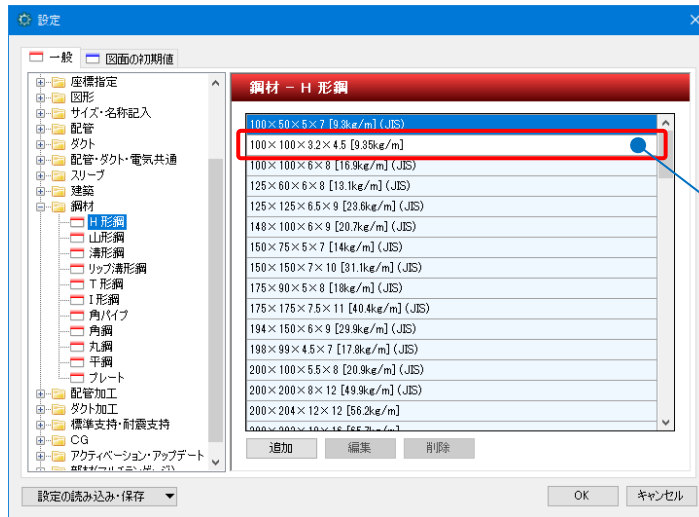 設定
一般 図面の初期値
座標指定
図形
サイズ・名称記入
配管
ダクト
配管・ダクト・電気共通
スリーブ
建築
鋼材
H 形鋼
山形鋼
溝形鋼
リップ溝形鋼
T 形鋼
I 形鋼
角パイプ
角鋼
丸鋼
平鋼
プレート
配管加工
ダクト加工
標準支持・耐震支持
CG
アクティベーション・アップデート
鋼材 - H 形鋼
100×50×5×7 [9.3kg/m] (JIS)
100×100×3.2×4.5 [9.35kg/m]
100×100×6×8 [16.9kg/m] (JIS)
125×60×6×8 [13.1kg/m] (JIS)
125×125×6.5×9 [23.6kg/m] (JIS)
148×100×6×9 [20.7kg/m] (JIS)
150×75×5×7 [14kg/m] (JIS)
150×150×7×10 [31.1kg/m] (JIS)
175×90×5×8 [18kg/m] (JIS)
175×175×7.5×11 [40.4kg/m] (JIS)
194×150×6×9 [29.9kg/m] (JIS)
198×99×4.5×7 [17.8kg/m] (JIS)
200×100×5.5×8 [20.9kg/m] (JIS)
200×200×8×12 [49.9kg/m] (JIS)
200×204×12×12 [56.2kg/m]
追加 編集 削除
設定の読み込み・保存 OK キャンセル